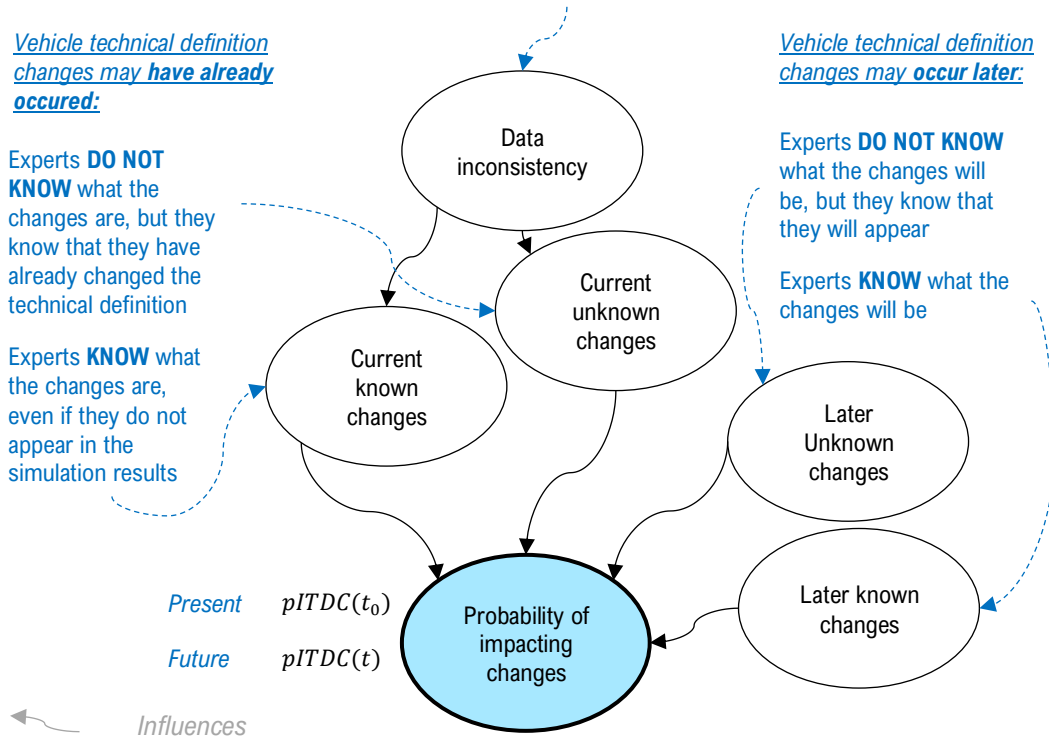 Vehicle technical definition
changes may have already
occured:
Experts DO NOT
KNOW what the
changes are, but they
know that they have
already changed the
technical definition
Experts KNOW what
the changes are,
even if they do not
appear in the
simulation results
Data
inconsistency
Current
unknown
changes
Current
known
changes
Vehicle technical definition
changes may occur later:
Experts DO NOT KNOW
what the changes will
be, but they know that
they will appear
Experts KNOW what the
changes will be
Later
Unknown
changes
Later known
changes
Probability of
impacting
changes
Present pITDC(t₀)
Future pITDC(t)
Influences